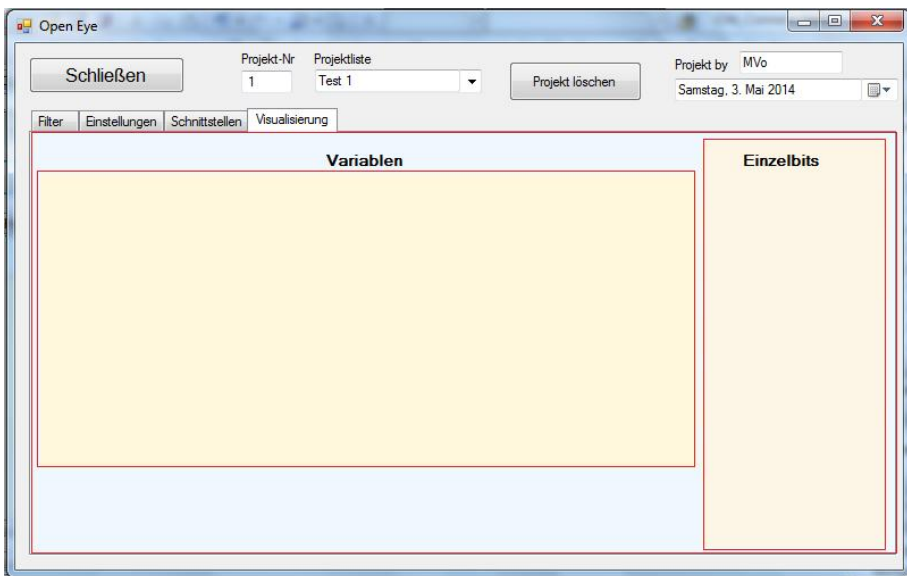 Open Eye
Schließen
Projekt-Nr
1
Projektliste
Test 1
Projekt löschen
Projekt by
MVo
Samstag, 3. Mai 2014
Filter
Einstellungen
Schnittstellen
Visualisierung
Variablen
Einzelbits